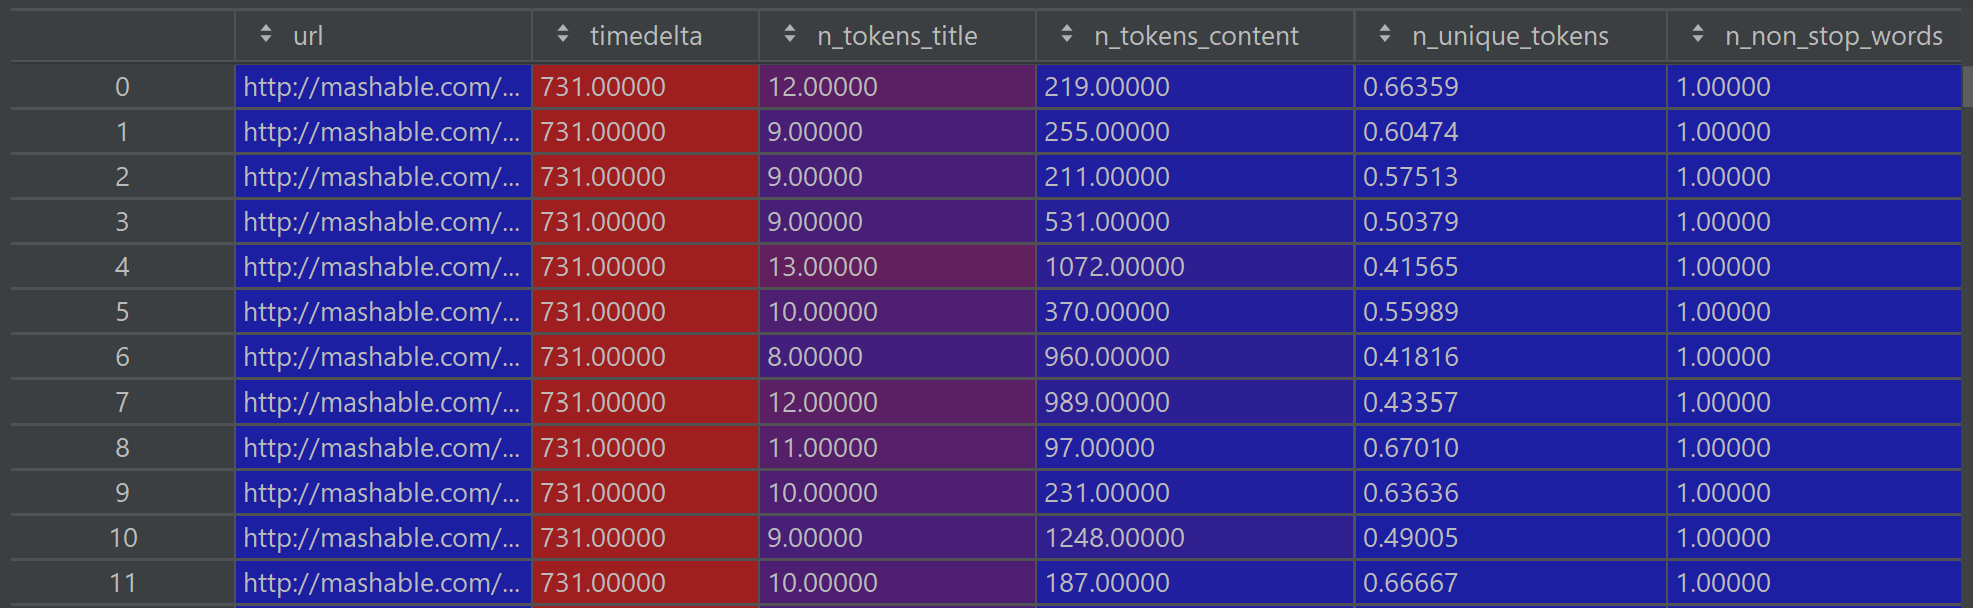 url timedelta n_tokens_title n_tokens_content n_unique_tokens n_non_stop_words
0 http://mashable.com/... 731.00000 12.00000 219.00000 0.66359 1.00000
1 http://mashable.com/... 731.00000 9.00000 255.00000 0.60474 1.00000
2 http://mashable.com/... 731.00000 9.00000 211.00000 0.57513 1.00000
3 http://mashable.com/... 731.00000 9.00000 531.00000 0.50379 1.00000
4 http://mashable.com/... 731.00000 13.00000 1072.00000 0.41565 1.00000
5 http://mashable.com/... 731.00000 10.00000 370.00000 0.55989 1.00000
6 http://mashable.com/... 731.00000 8.00000 960.00000 0.41816 1.00000
7 http://mashable.com/... 731.00000 12.00000 989.00000 0.43357 1.00000
8 http://mashable.com/... 731.00000 11.00000 97.00000 0.67010 1.00000
9 http://mashable.com/... 731.00000 10.00000 231.00000 0.63636 1.00000
10 http://mashable.com/... 731.00000 9.00000 1248.00000 0.49005 1.00000
11 http://mashable.com/... 731.00000 10.00000 187.00000 0.66667 1.00000